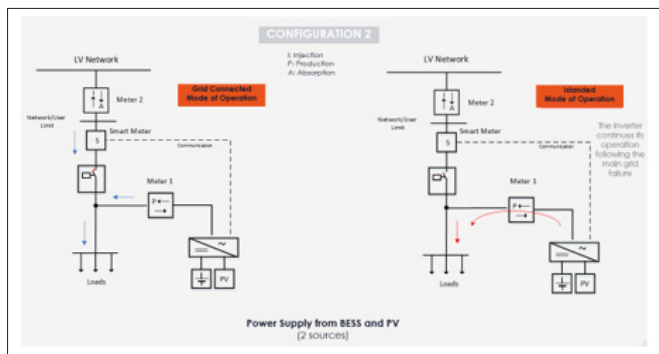 CONFIGURATION 2
I: Injection
P: Production
A: Absorption
LV Network
A
Meter 2
Grid Connected
Mode of Operation
Network/User
Limit
Smart Meter
S
Communication
Meter 1
P
PV
Loads
LV Network
Meter 2
Islanded
Mode of Operation
Network/User
Limit
Smart Meter
S
Communication
The inverter
continues its
operation
following the
main grid
failure
Meter 1
P
PV
Loads
Power Supply from BESS and PV
(2 sources)